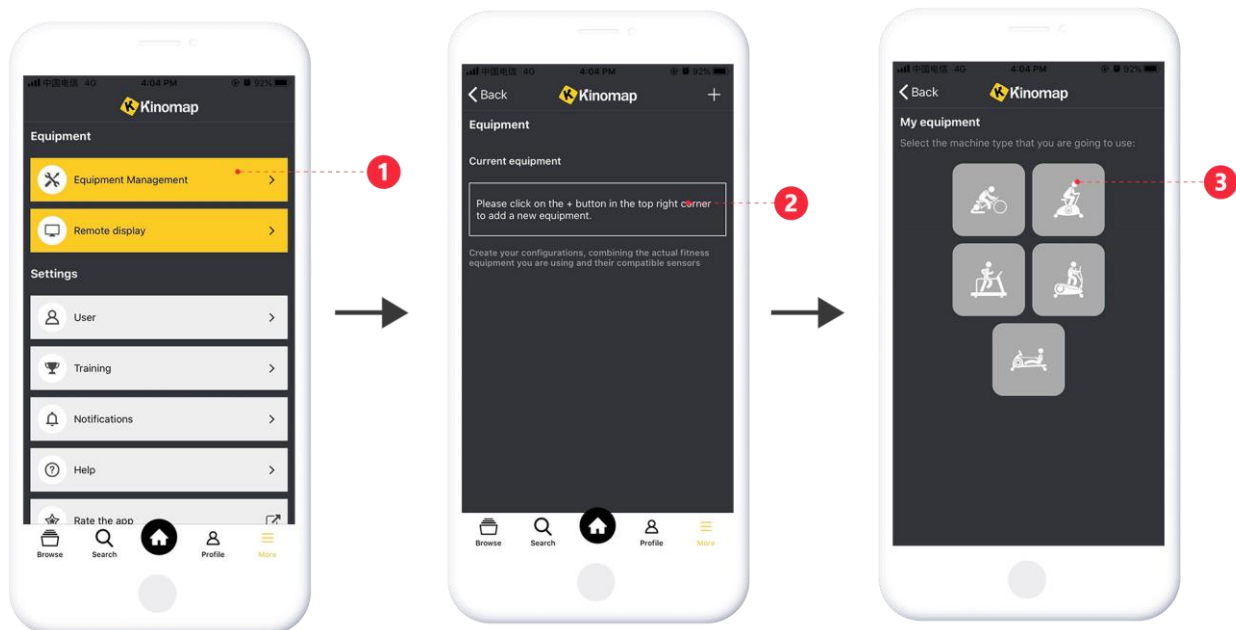 中国电信 4G 4:04 PM 92%
Kinomap
Equipment
Equipment Management
Remote display
Settings
User
Training
Notifications
Help
Rate the app
Browse Search Profile More
1
中国电信 4G 4:04 PM 92%
Back Kinomap +
Equipment
Current equipment
Please click on the + button in the top right corner
to add a new equipment.
Create your configurations, combining the actual fitness
equipment you are using and their compatible sensors
Browse Search Profile More
2
中国电信 4G 4:04 PM 92%
Back Kinomap
My equipment
Select the machine type that you are going to use:
3